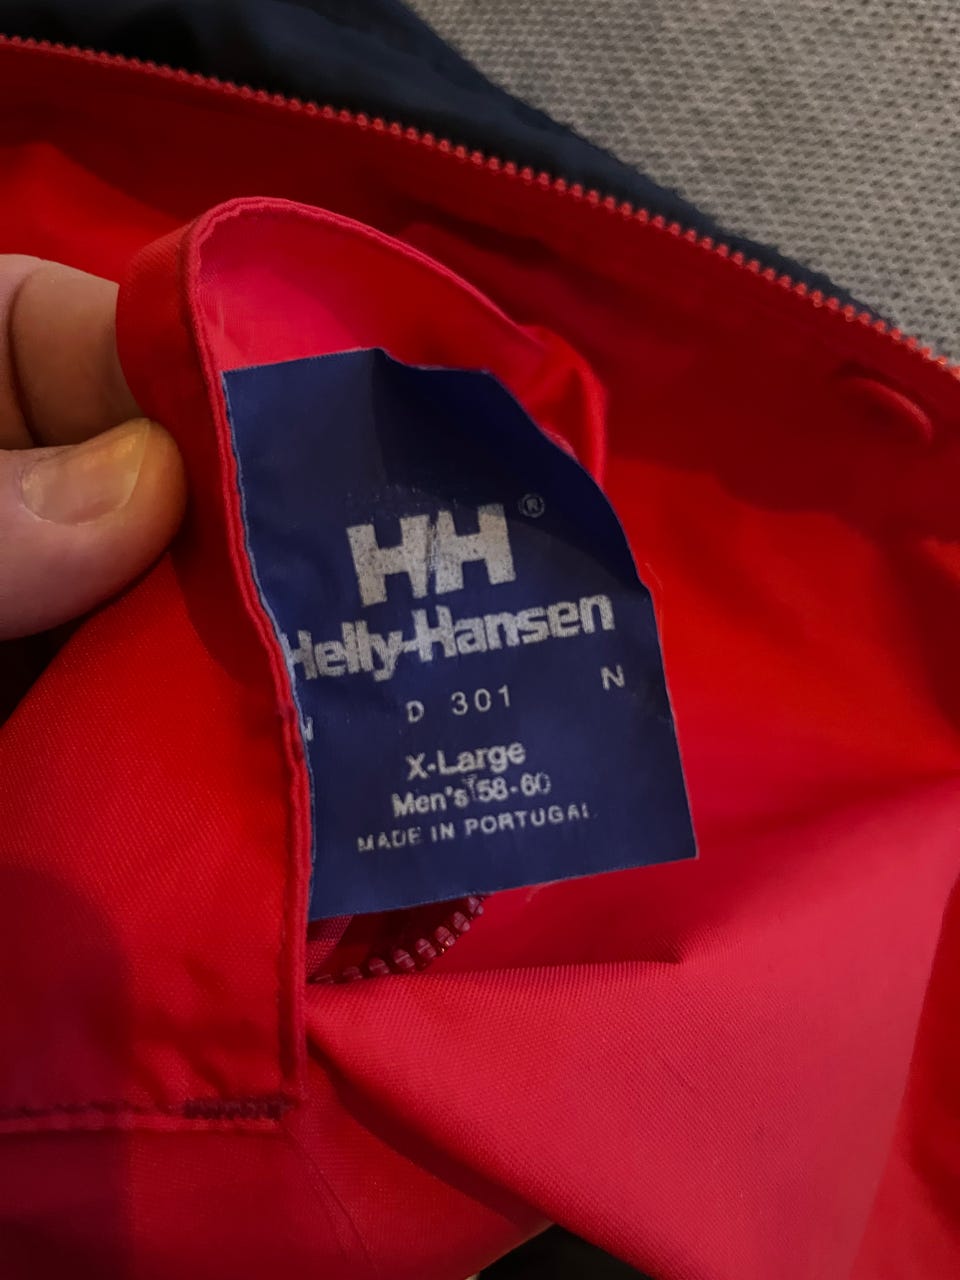 HH®
Helly-Hansen
D 301 N
X-Large
Men's 58-60
MADE IN PORTUGAL